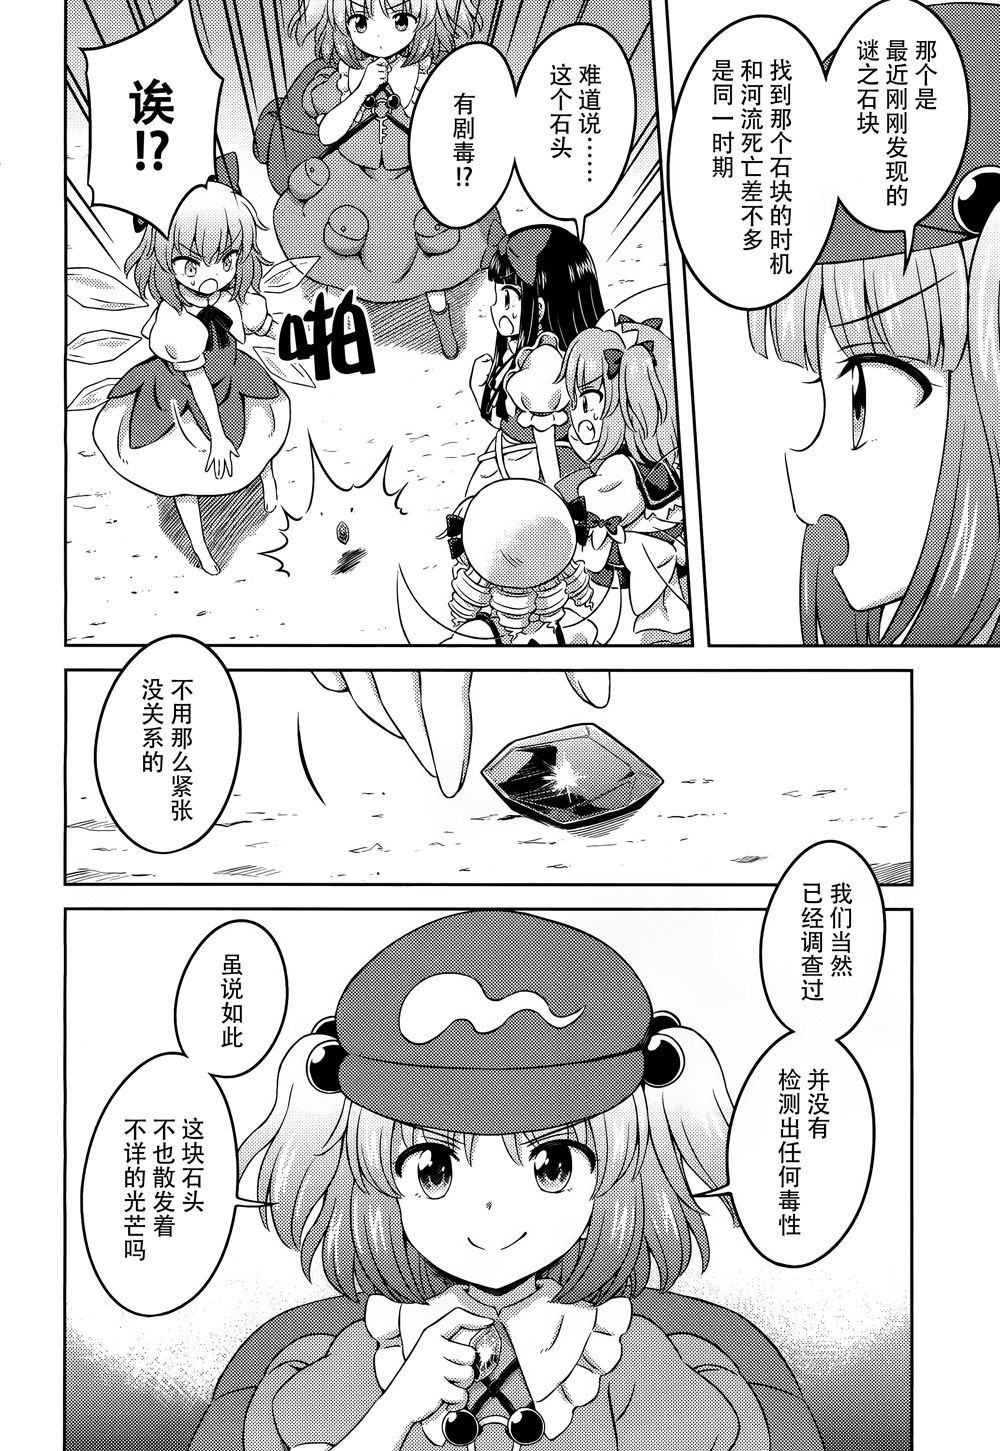 那个是
最近刚刚发现的
谜之石块
找到那个石块的时机
和河流死亡差不多
是同一时期
难道说……
这个石头
有剧毒!?
诶!?
啪
不用那么紧张
没关系的
我们当然
已经调查过
并没有
检测出任何毒性
虽说如此
这块石头
不也散发着
不详的光芒吗